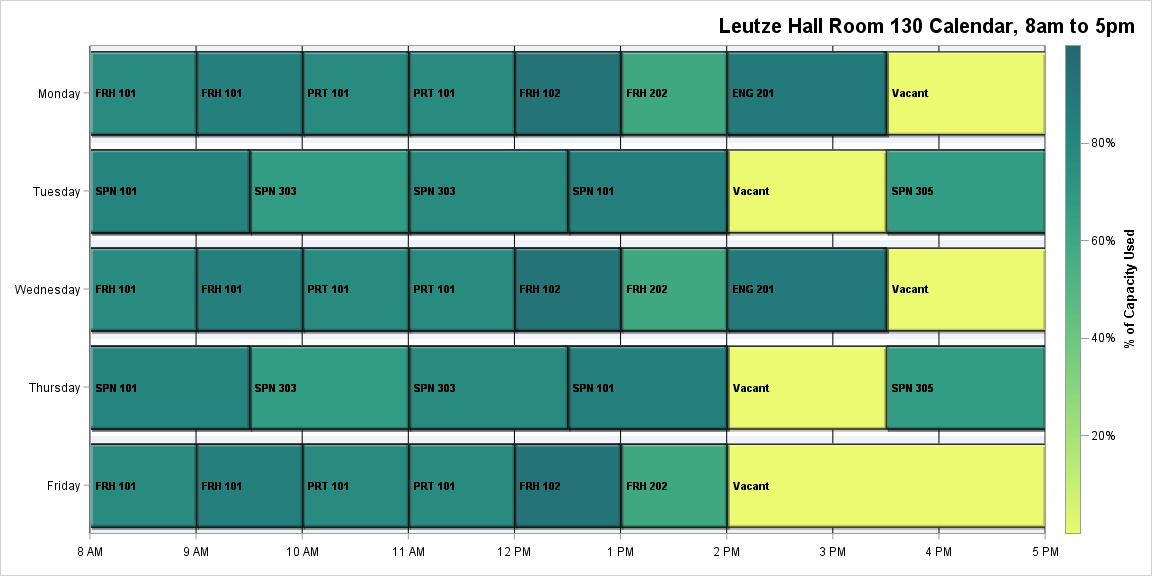 Leutze Hall Room 130 Calendar, 8am to 5pm
Monday FRH 101 FRH 101 PRT 101 PRT 101 FRH 102 FRH 202 ENG 201 Vacant
Tuesday SPN 101 SPN 303 SPN 303 SPN 101 Vacant SPN 305
Wednesday FRH 101 FRH 101 PRT 101 PRT 101 FRH 102 FRH 202 ENG 201 Vacant
Thursday SPN 101 SPN 303 SPN 303 SPN 101 Vacant SPN 305
Friday FRH 101 FRH 101 PRT 101 PRT 101 FRH 102 FRH 202 Vacant
8 AM 9 AM 10 AM 11 AM 12 PM 1 PM 2 PM 3 PM 4 PM 5 PM
80%
60%
40%
20%
% of Capacity Used